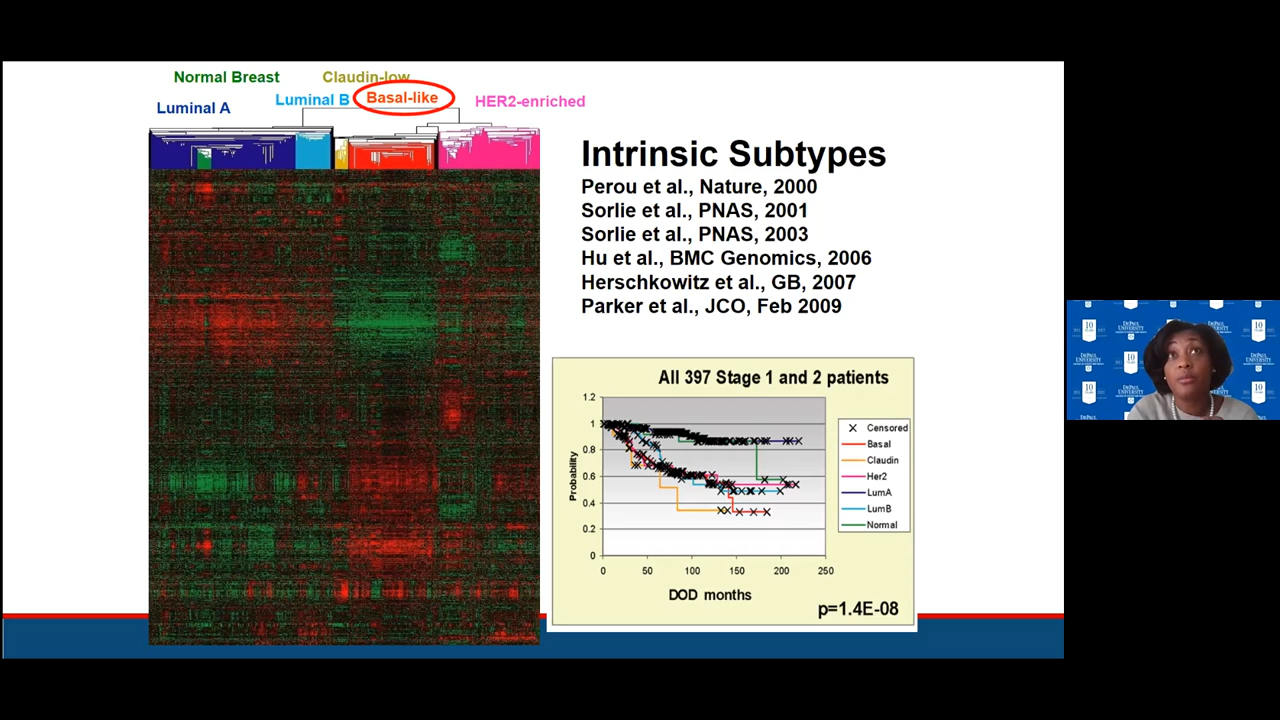 Normal Breast
Claudin-low
Luminal A
Luminal B
Basal-like
HER2-enriched
Intrinsic Subtypes
Perou et al., Nature, 2000
Sorlie et al., PNAS, 2001
Sorlie et al., PNAS, 2003
Hu et al., BMC Genomics, 2006
Herschkowitz et al., GB, 2007
Parker et al., JCO, Feb 2009
All 397 Stage 1 and 2 patients
1.2
1
0.8
0.6
0.4
0.2
0
Probability
0 50 100 150 200 250
DOD months
p=1.4E-08
Censored
Basal
Claudin
Her2
LumA
LumB
Normal
DEPAUL
UNIVERSITY
10